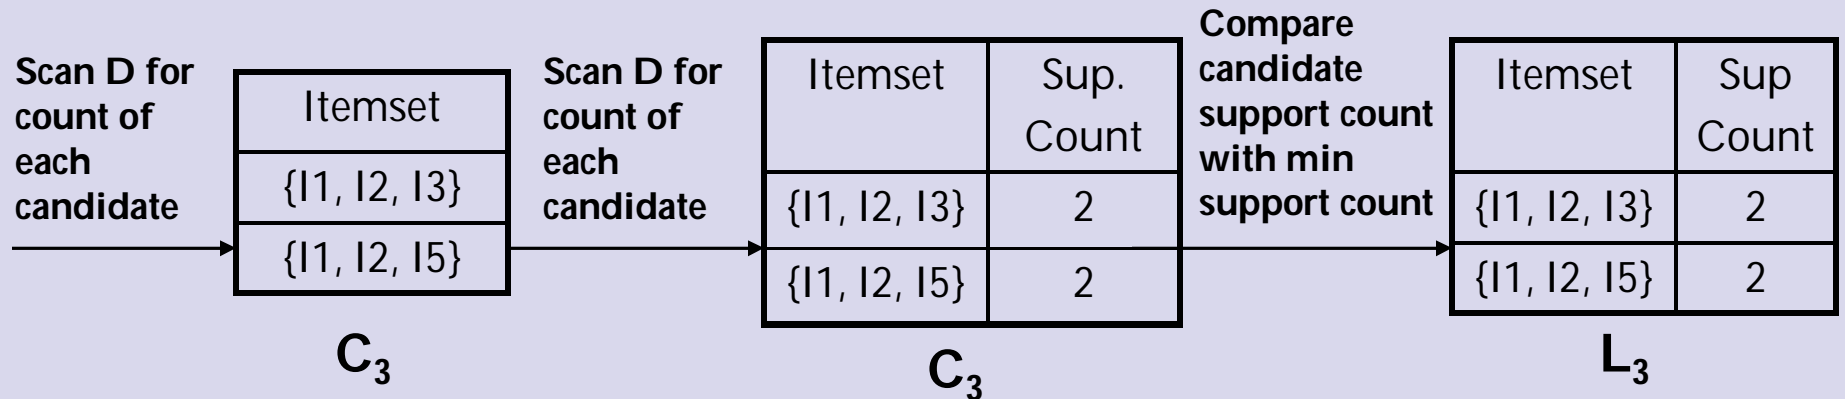 Scan D for
count of
each
candidate
Itemset
{I1, I2, I3}
{I1, I2, I5}
C3
Scan D for
count of
each
candidate
Itemset Sup.
Count
{I1, I2, I3} 2
{I1, I2, I5} 2
C3
Compare
candidate
support count
with min
support count
Itemset Sup
Count
{I1, I2, I3} 2
{I1, I2, I5} 2
L3